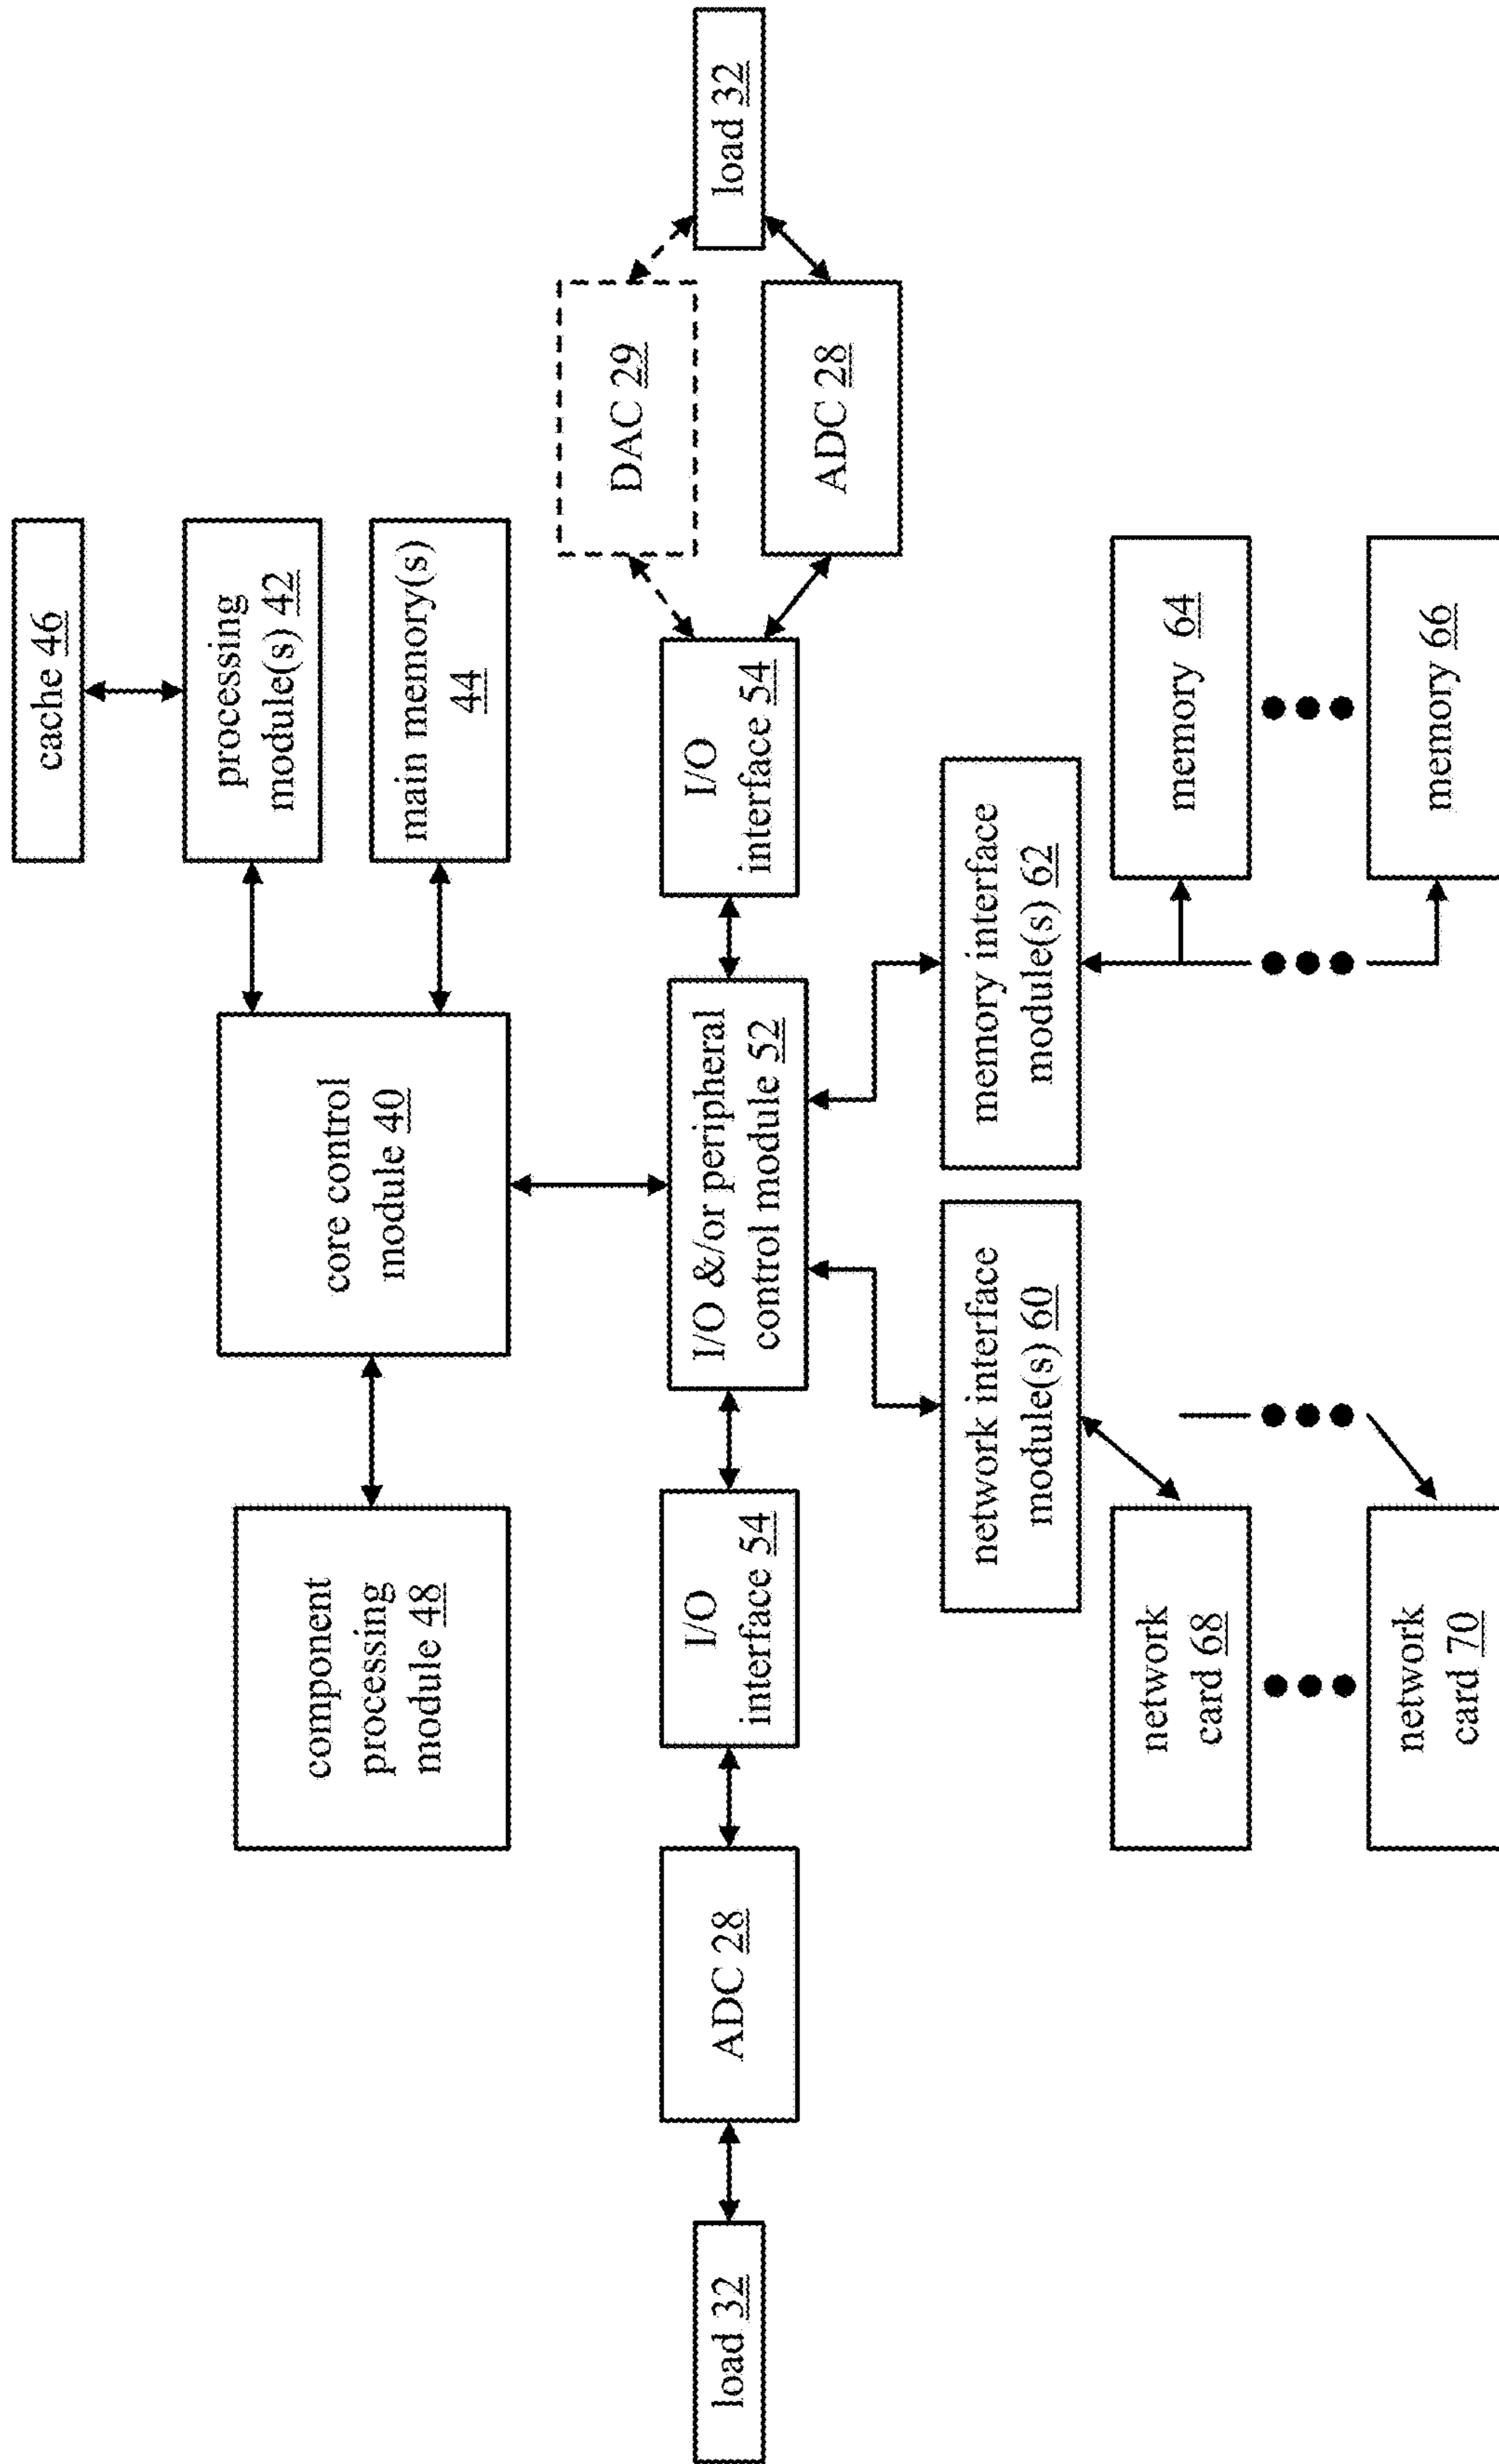 cache 46
component
processing
module 48
core control
module 40
processing
module(s) 42
main memory(s)
44
load 32
ADC 28
I/O
interface 54
I/O &/or peripheral
control module 52
I/O
interface 54
DAC 29
ADC 28
load 32
network interface
module(s) 60
memory interface
module(s) 62
network
card 68
memory 64
network
card 70
memory 66